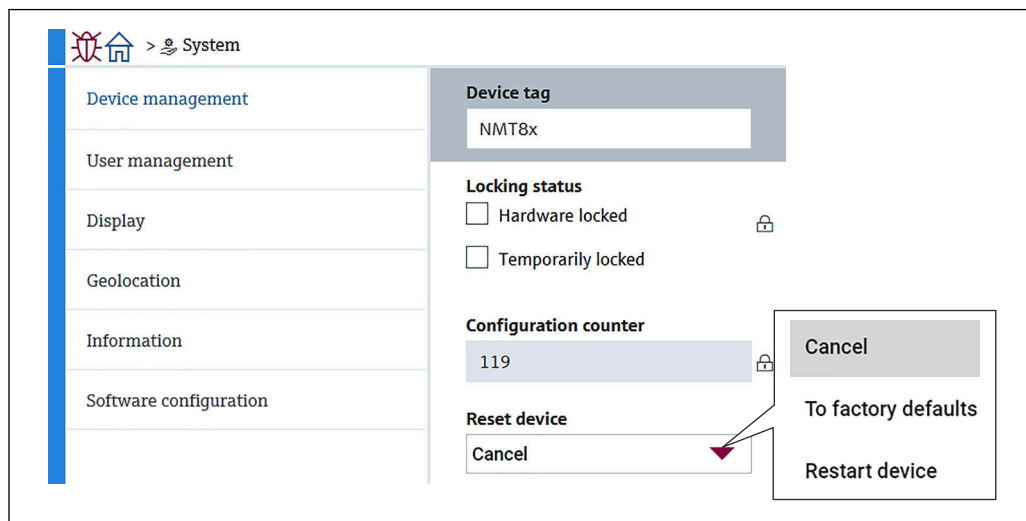 > System
Device management
User management
Display
Geolocation
Information
Software configuration
Device tag
NMT8x
Locking status
Hardware locked
Temporarily locked
Configuration counter
119
Reset device
Cancel
Cancel
To factory defaults
Restart device